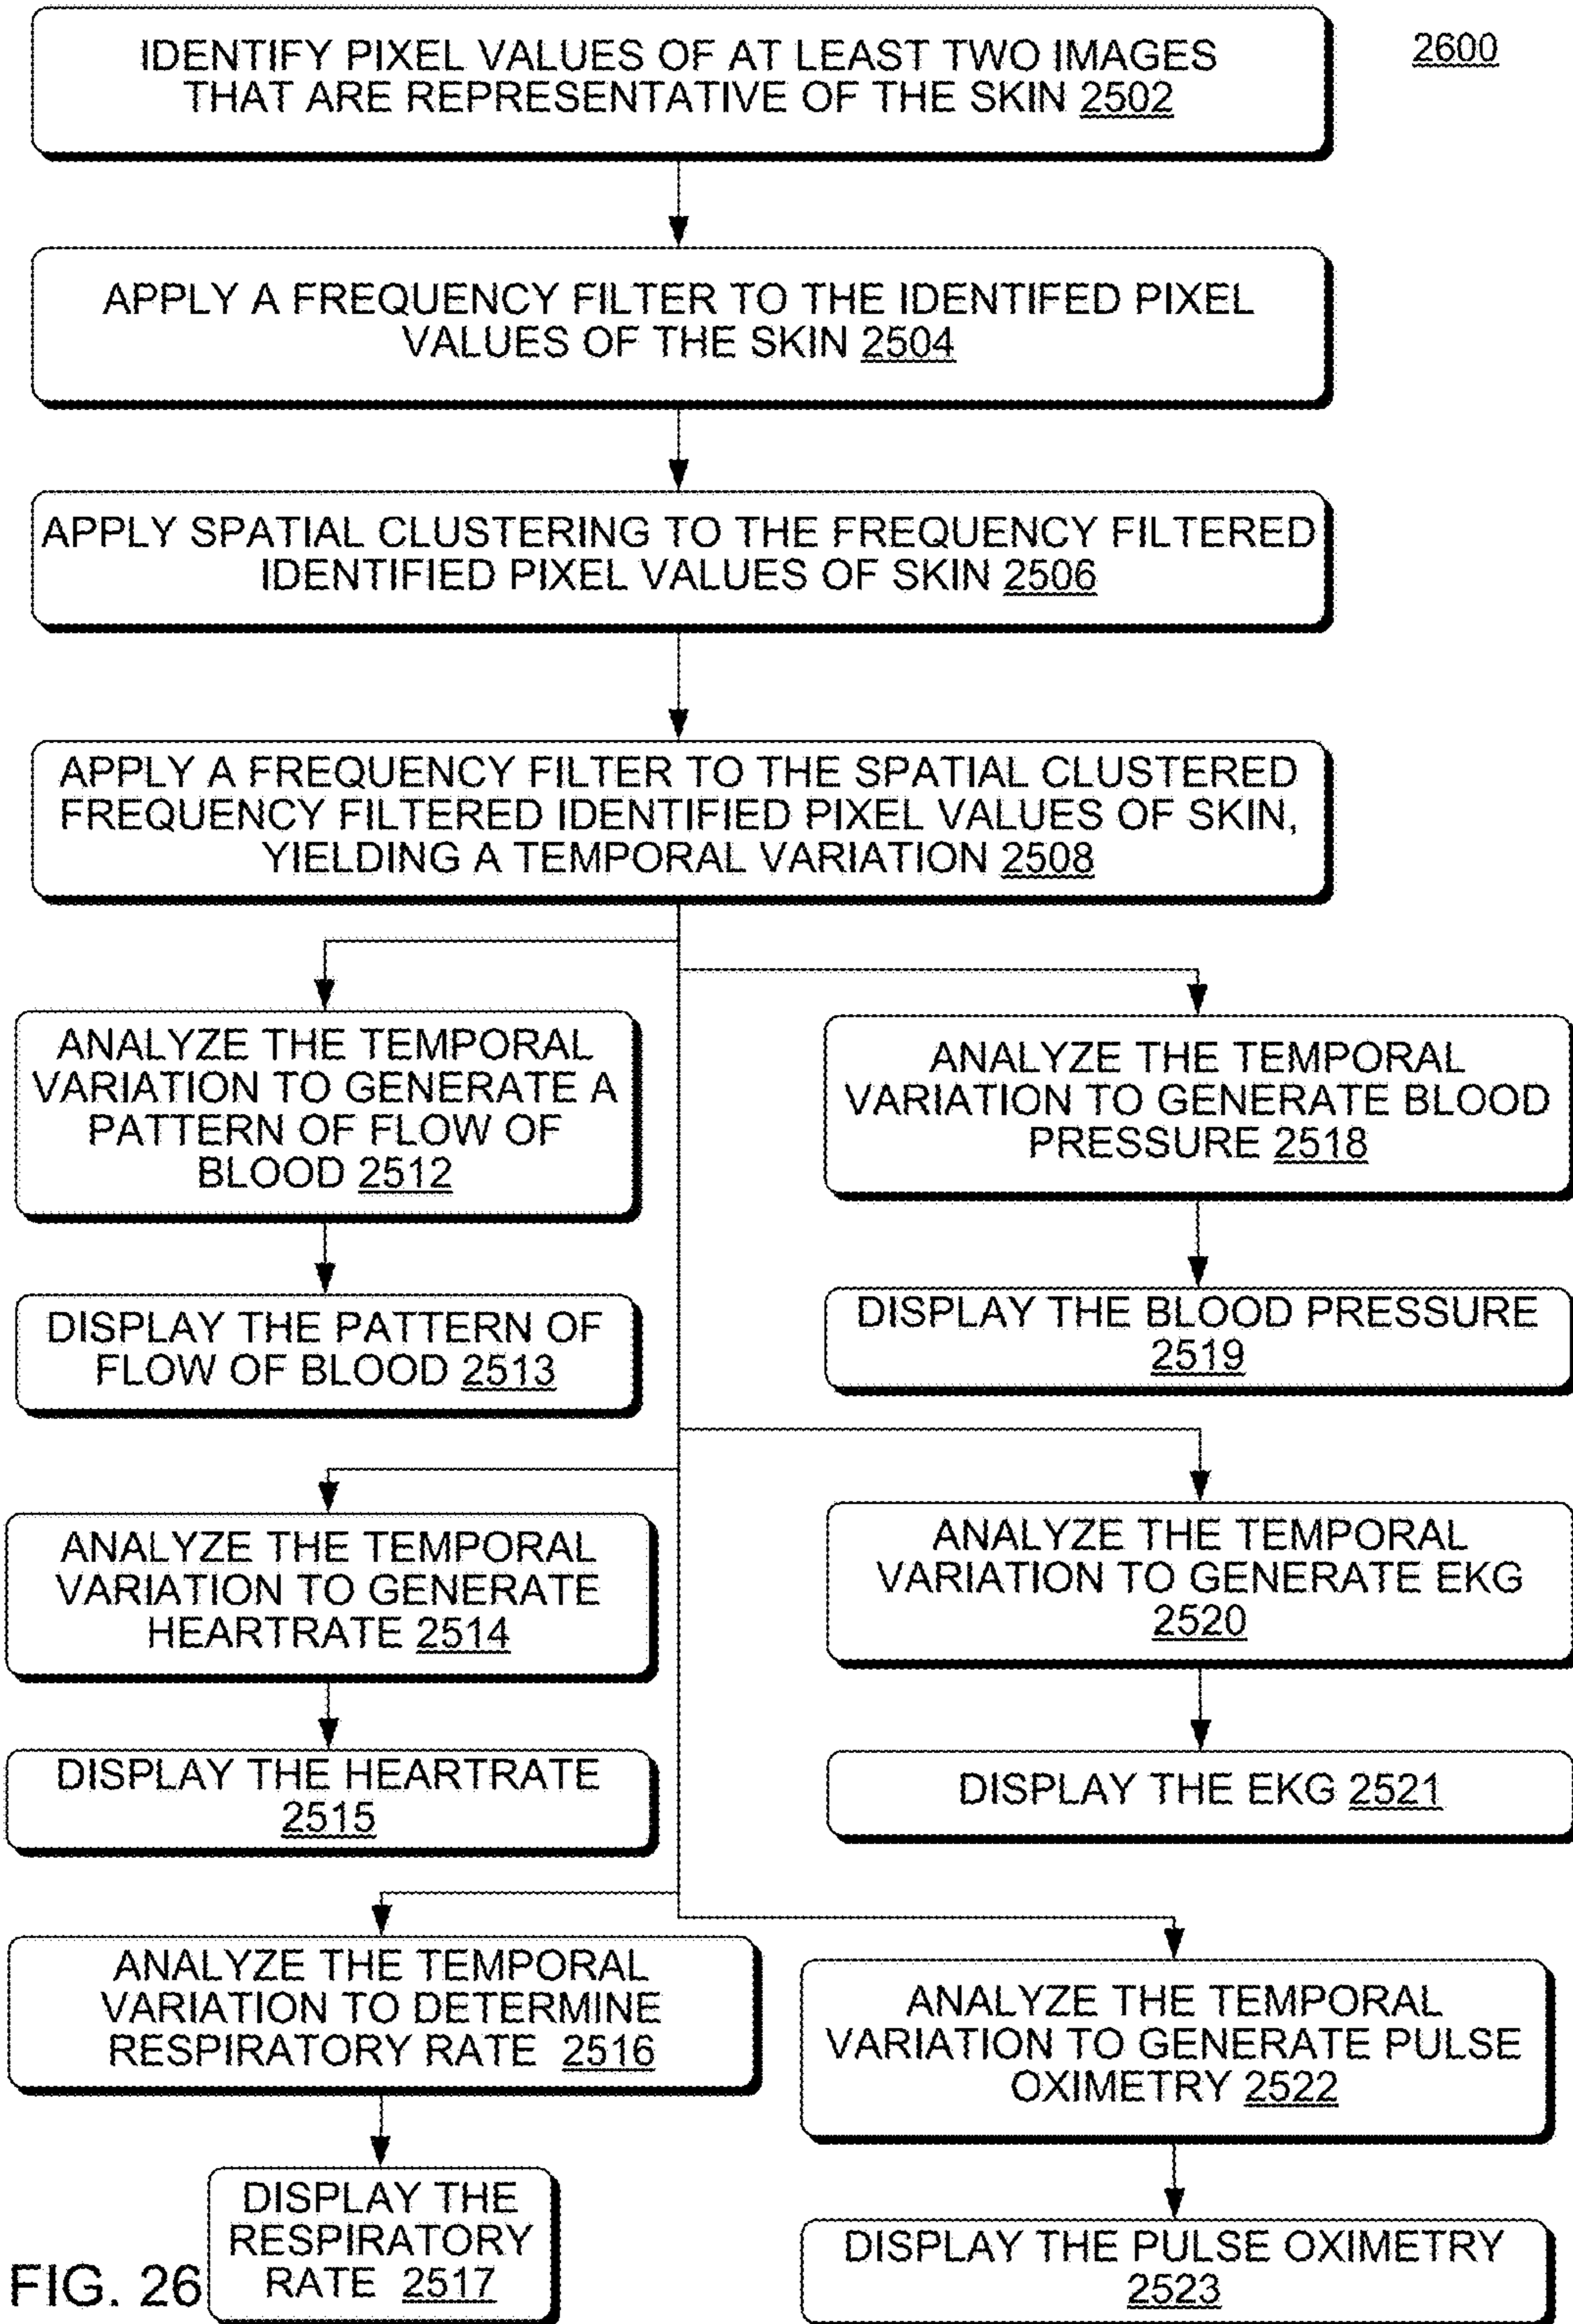 2600
IDENTIFY PIXEL VALUES OF AT LEAST TWO IMAGES
THAT ARE REPRESENTATIVE OF THE SKIN 2502
APPLY A FREQUENCY FILTER TO THE IDENTIFED PIXEL
VALUES OF THE SKIN 2504
APPLY SPATIAL CLUSTERING TO THE FREQUENCY FILTERED
IDENTIFIED PIXEL VALUES OF SKIN 2506
APPLY A FREQUENCY FILTER TO THE SPATIAL CLUSTERED
FREQUENCY FILTERED IDENTIFIED PIXEL VALUES OF SKIN,
YIELDING A TEMPORAL VARIATION 2508
ANALYZE THE TEMPORAL
VARIATION TO GENERATE A
PATTERN OF FLOW OF
BLOOD 2512
ANALYZE THE TEMPORAL
VARIATION TO GENERATE BLOOD
PRESSURE 2518
DISPLAY THE PATTERN OF
FLOW OF BLOOD 2513
DISPLAY THE BLOOD PRESSURE
2519
ANALYZE THE TEMPORAL
VARIATION TO GENERATE
HEARTRATE 2514
ANALYZE THE TEMPORAL
VARIATION TO GENERATE EKG
2520
DISPLAY THE HEARTRATE
2515
DISPLAY THE EKG 2521
ANALYZE THE TEMPORAL
VARIATION TO DETERMINE
RESPIRATORY RATE 2516
ANALYZE THE TEMPORAL
VARIATION TO GENERATE PULSE
OXIMETRY 2522
DISPLAY THE
RESPIRATORY
RATE 2517
DISPLAY THE PULSE OXIMETRY
2523
FIG. 26